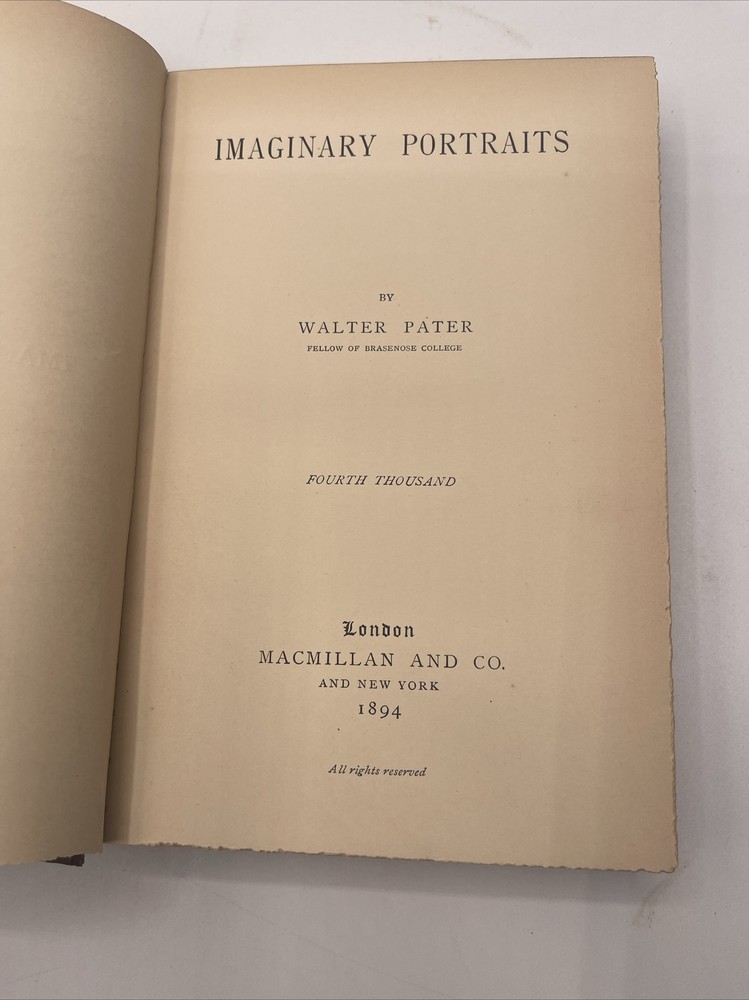 IMAGINARY PORTRAITS
BY
WALTER PATER
FELLOW OF BRASENOSE COLLEGE
FOURTH THOUSAND
London
MACMILLAN AND CO.
AND NEW YORK
1894
All rights reserved